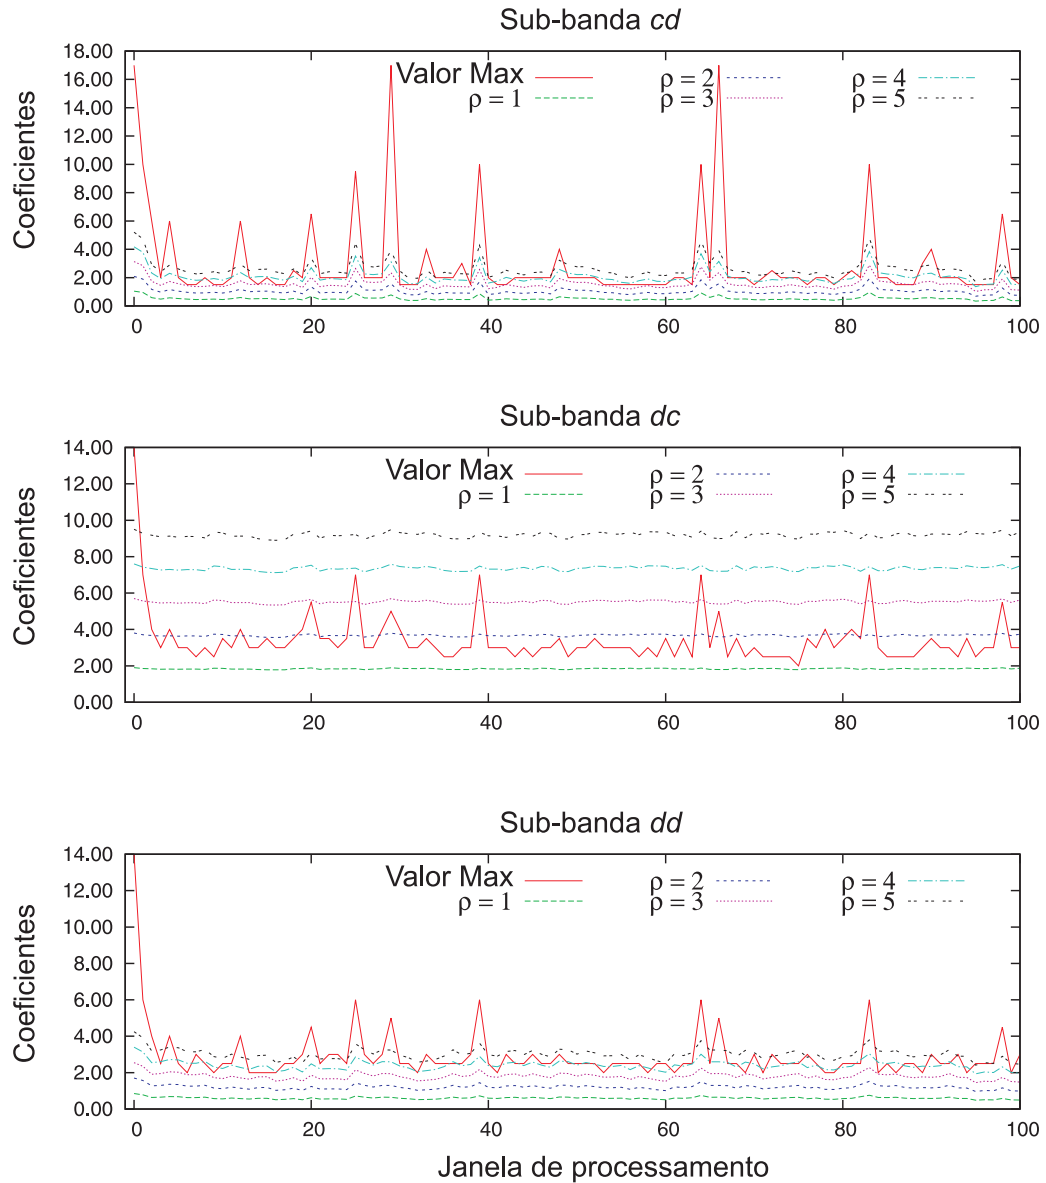 Sub-banda cd
18.00
16.00
14.00
12.00
10.00
8.00
6.00
4.00
2.00
0.00
Coeficientes
Valor Max
ρ = 1
ρ = 2
ρ = 3
ρ = 4
ρ = 5
0 20 40 60 80 100
Sub-banda dc
14.00
12.00
10.00
8.00
6.00
4.00
2.00
0.00
Coeficientes
Valor Max
ρ = 1
ρ = 2
ρ = 3
ρ = 4
ρ = 5
0 20 40 60 80 100
Sub-banda dd
14.00
12.00
10.00
8.00
6.00
4.00
2.00
0.00
Coeficientes
Valor Max
ρ = 1
ρ = 2
ρ = 3
ρ = 4
ρ = 5
0 20 40 60 80 100
Janela de processamento